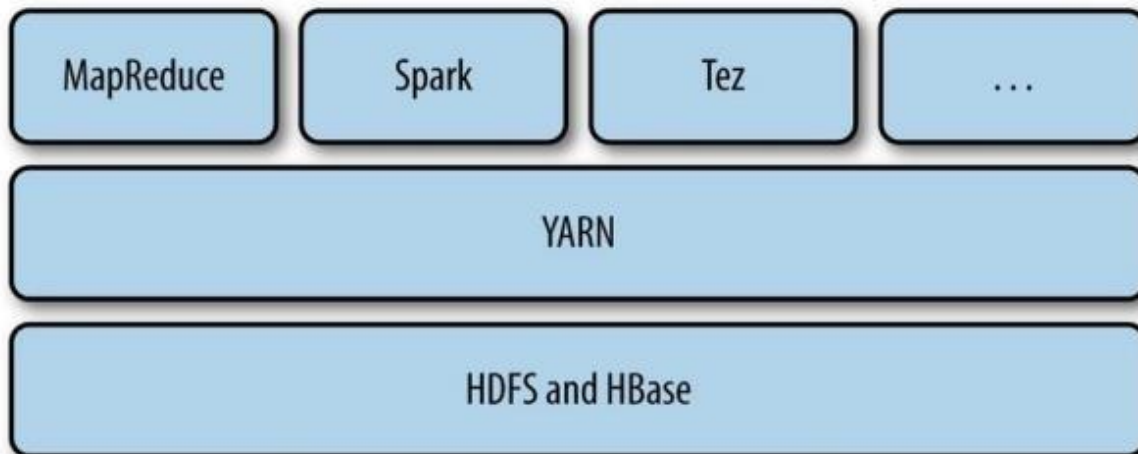 MapReduce
Spark
Tez
...
YARN
HDFS and HBase